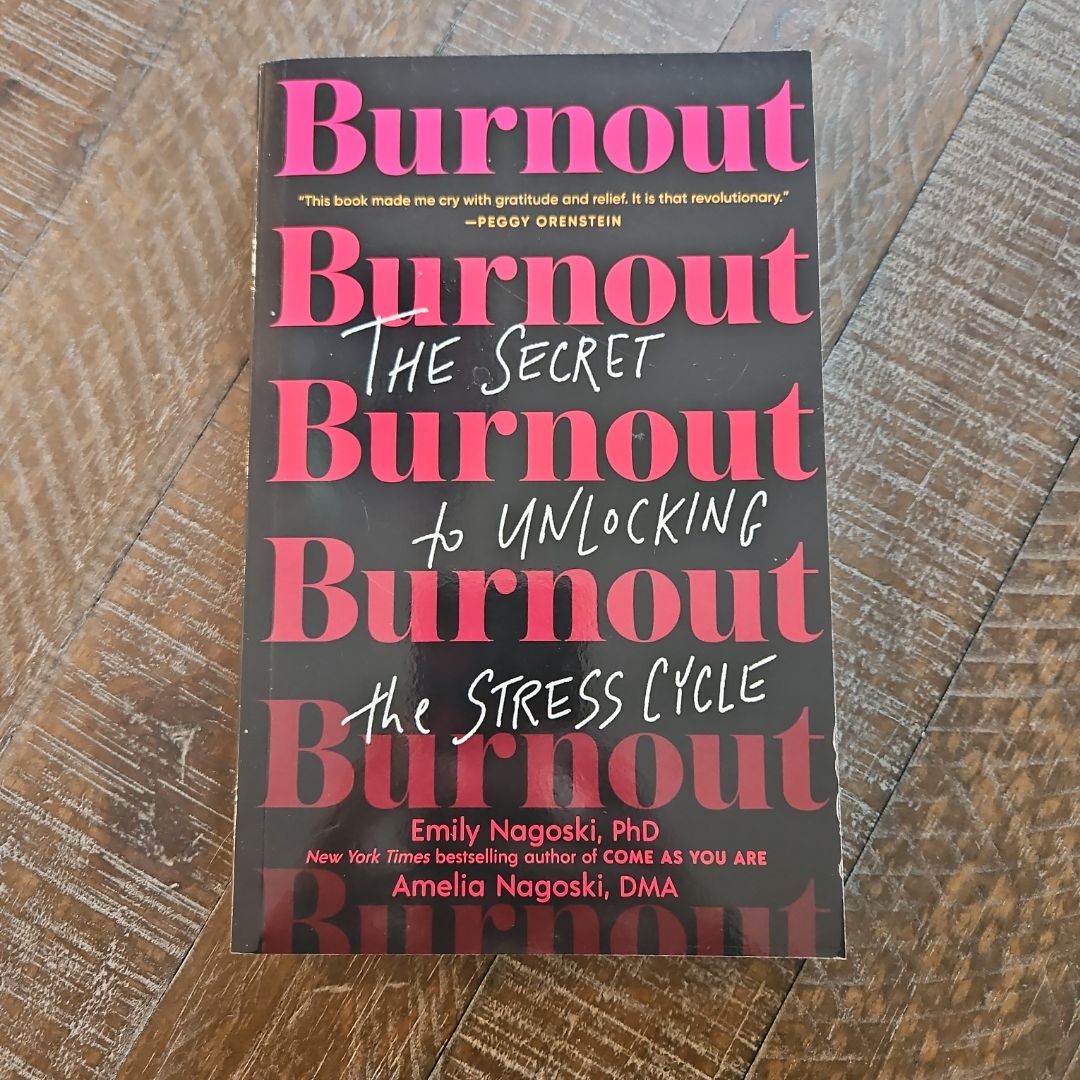 Burnout
“This book made me cry with gratitude and relief. It is that revolutionary.”
—PEGGY ORENSTEIN
Burnout
THE SECRET
Burnout
to UNLOCKING
Burnout
the STRESS CYCLE
Burnout
Emily Nagoski, PhD
New York Times bestselling author of COME AS YOU ARE
Amelia Nagoski, DMA
Burnout